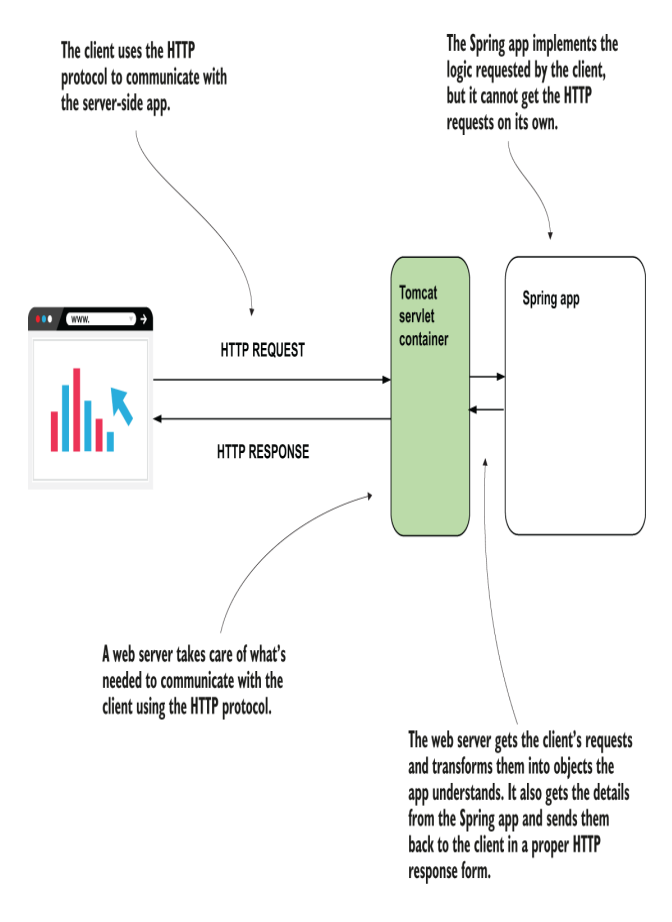 The client uses the HTTP
protocol to communicate with
the server-side app.
The Spring app implements the
logic requested by the client,
but it cannot get the HTTP
requests on its own.
www.
HTTP REQUEST
HTTP RESPONSE
Tomcat
servlet
container
Spring app
A web server takes care of what's
needed to communicate with the
client using the HTTP protocol.
The web server gets the client's requests
and transforms them into objects the
app understands. It also gets the details
from the Spring app and sends them
back to the client in a proper HTTP
response form.